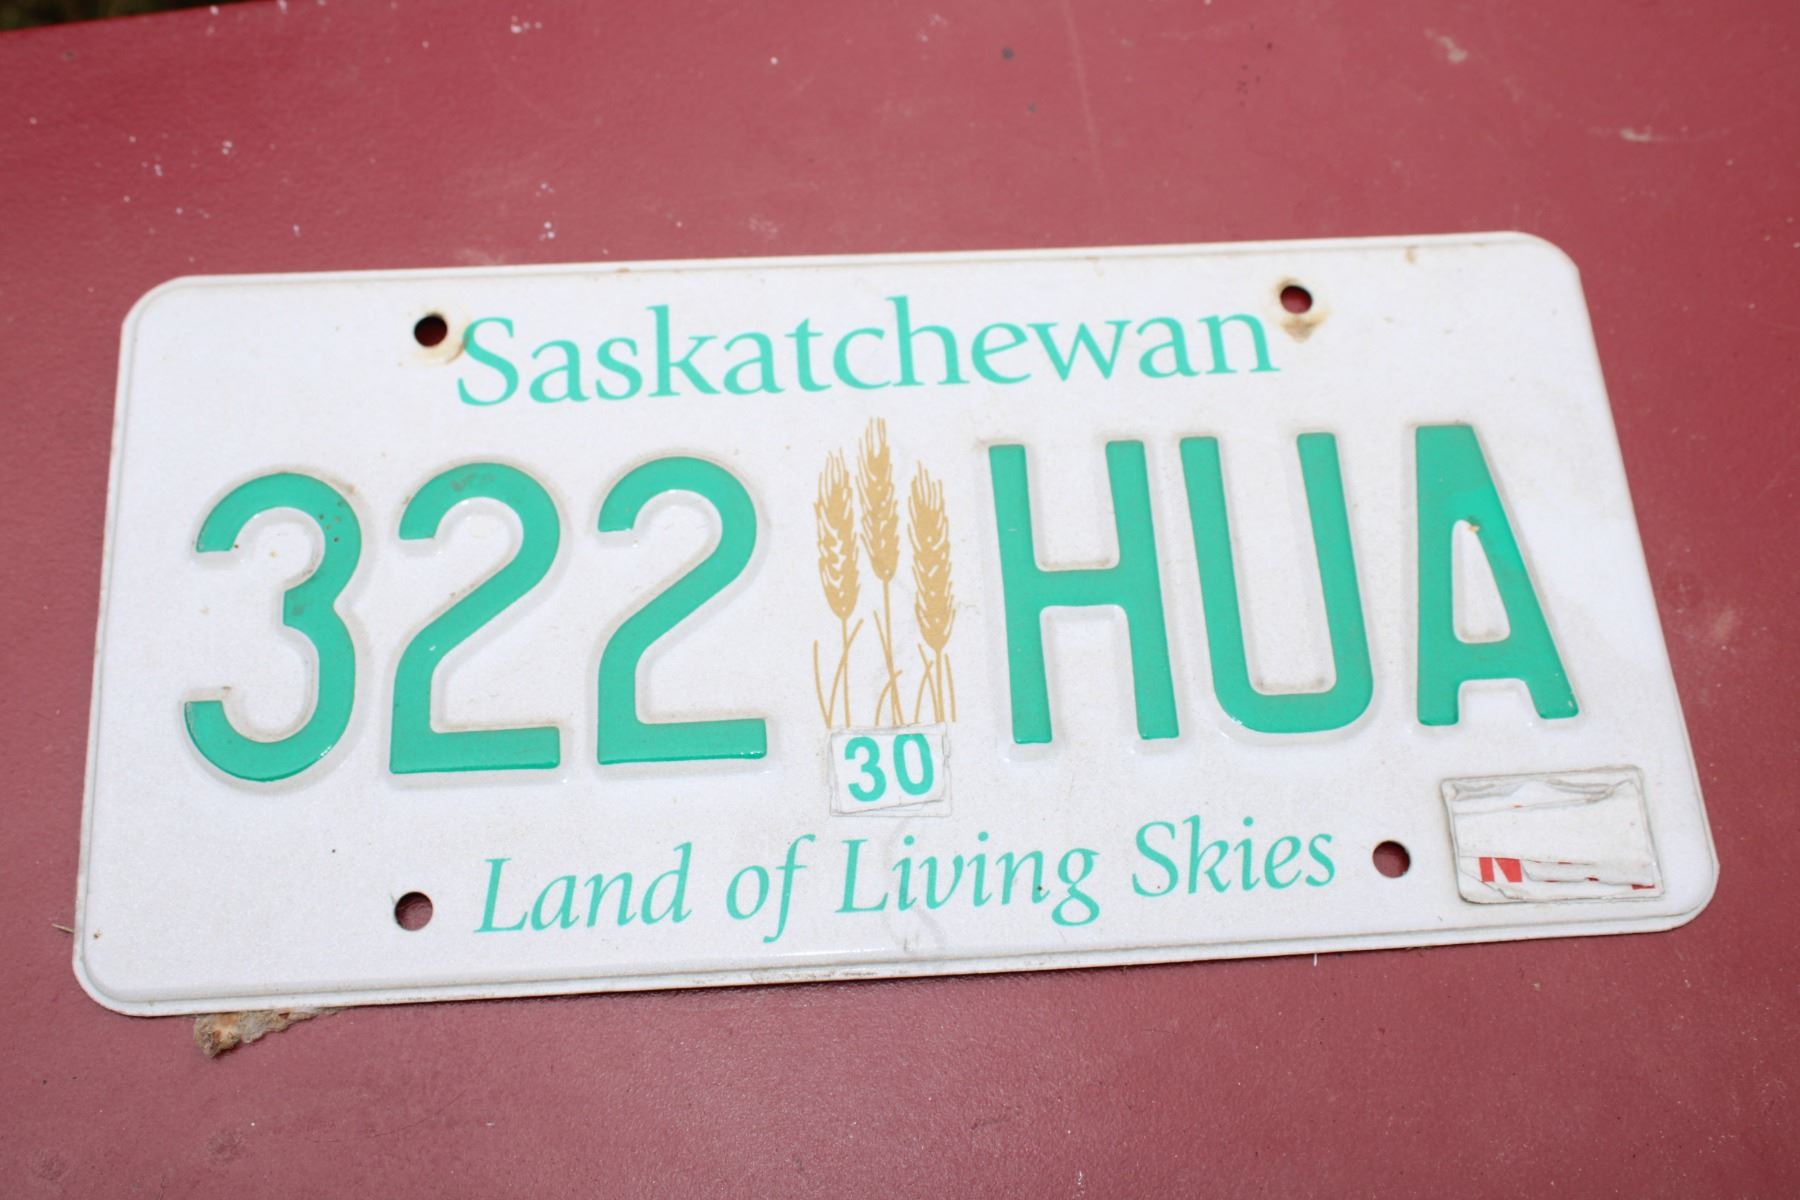 Saskatchewan
322 HUA
30
Land of Living Skies